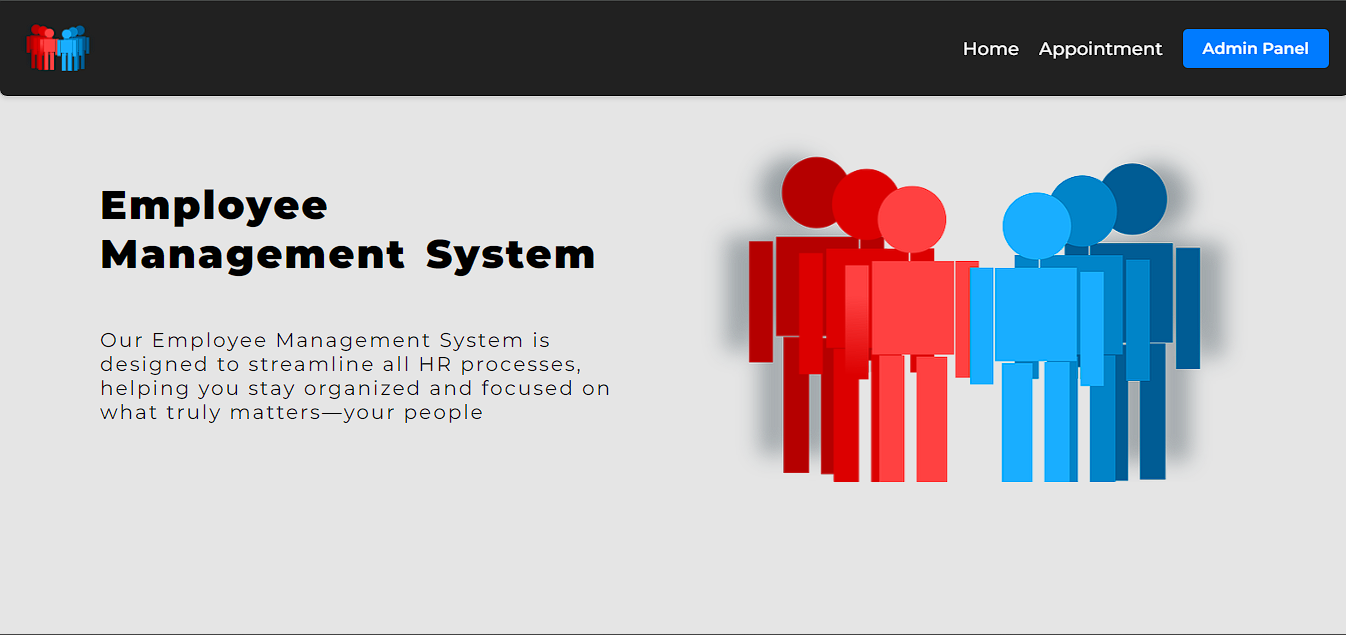 Home Appointment Admin Panel
Employee
Management System
Our Employee Management System is
designed to streamline all HR processes,
helping you stay organized and focused on
what truly matters—your people